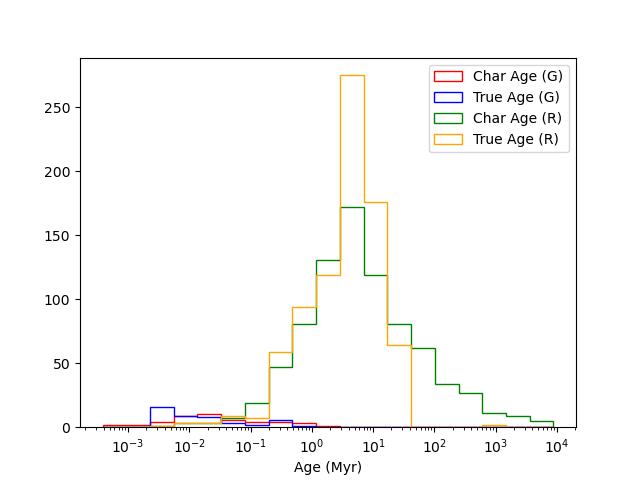 Char Age (G)
True Age (G)
Char Age (R)
True Age (R)
250
200
150
100
50
0
10⁻³ 10⁻² 10⁻¹ 10⁰ 10¹ 10² 10³ 10⁴
Age (Myr)